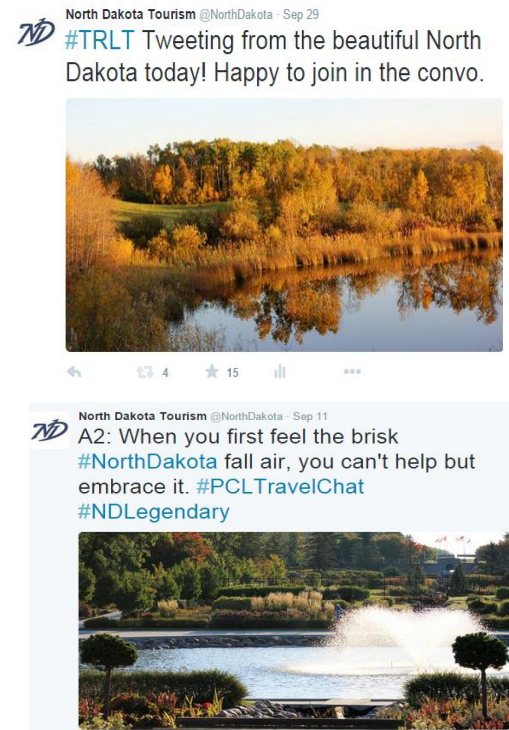 North Dakota Tourism @NorthDakota · Sep 29
ND
#TRLT Tweeting from the beautiful North
Dakota today! Happy to join in the convo.
4 15
North Dakota Tourism @NorthDakota · Sep 11
ND
A2: When you first feel the brisk
#NorthDakota fall air, you can't help but
embrace it. #PCLTravelChat
#NDLegendary